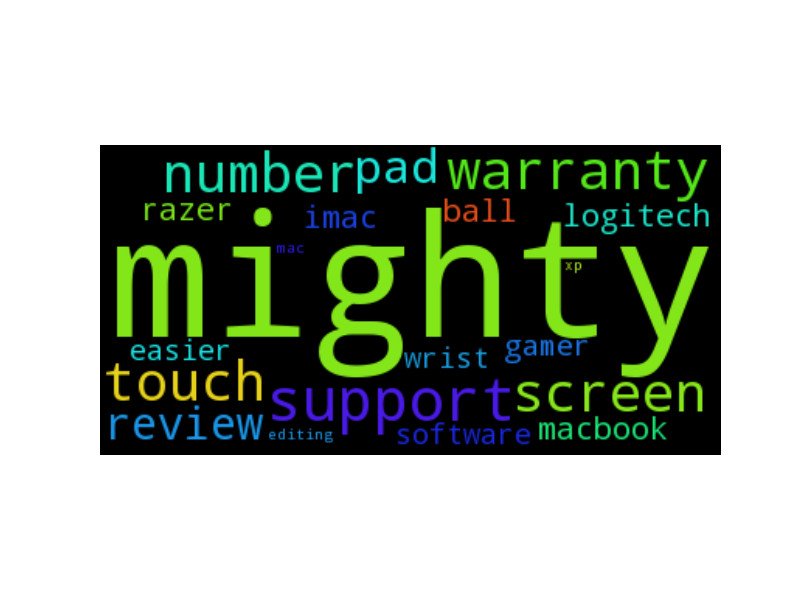 number pad warranty
razer imac ball logitech
mighty
mac xp
easier wrist gamer
touch support screen
review editing software macbook